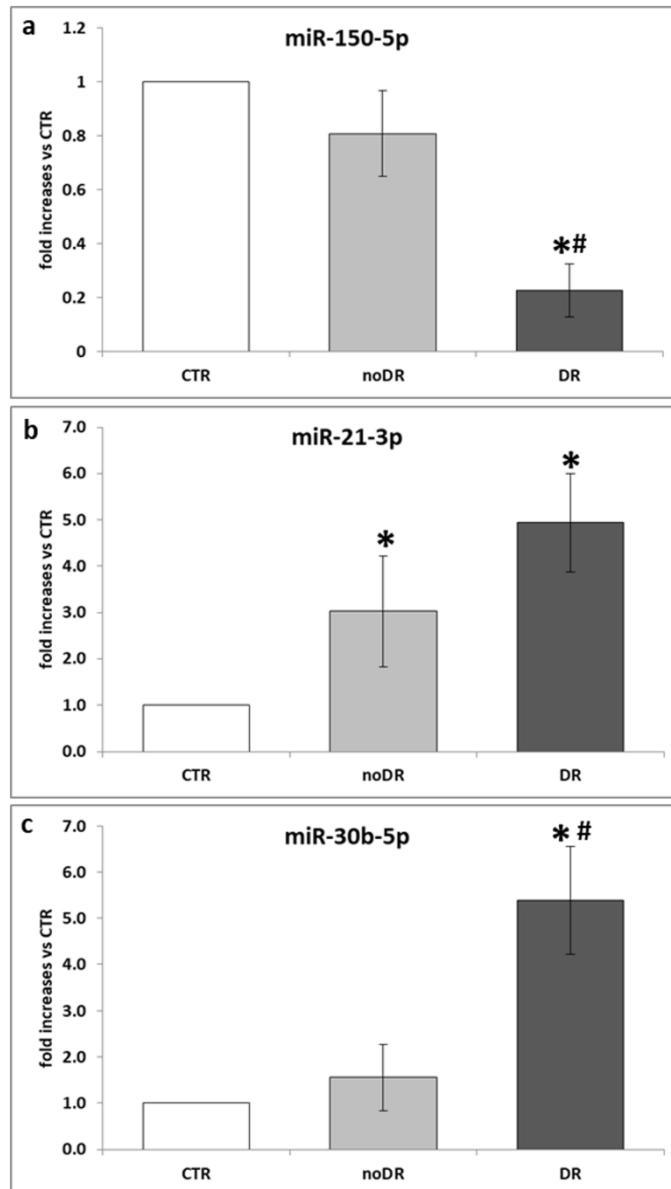 a
miR-150-5p
fold increases vs CTR
1.2
1
0.8
0.6
0.4
0.2
0
*#
CTR noDR DR
b
miR-21-3p
fold increases vs CTR
7.0
6.0
5.0
4.0
3.0
2.0
1.0
0.0
*
*
CTR noDR DR
c
miR-30b-5p
fold increases vs CTR
7.0
6.0
5.0
4.0
3.0
2.0
1.0
0.0
* #
CTR noDR DR